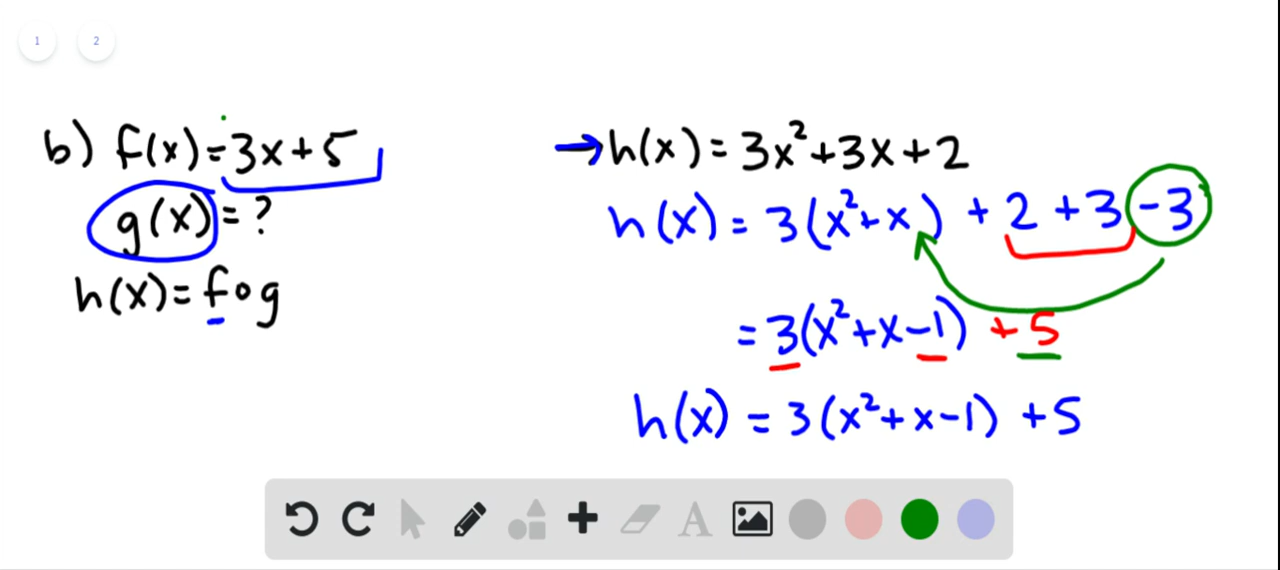 1 2
b) f(x)=3x+5
g(x)=?
h(x)=fog
→h(x)=3x²+3x+2
h(x)=3(x²+x ) +2+3-3
=3(x²+x-1) +5
h(x)=3(x²+x-1) +5
A